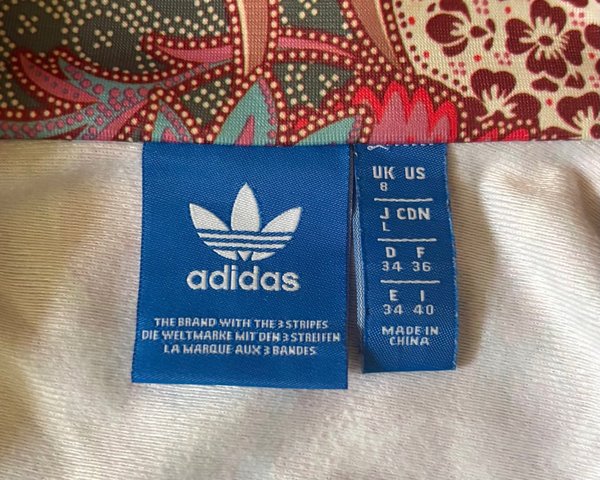 adidas
THE BRAND WITH THE 3 STRIPES
DIE WELTMARKE MIT DEN 3 STREIFEN
LA MARQUE AUX 3 BANDES
UK US
8
J CDN
L
D F
34 36
E I
34 40
MADE IN
CHINA